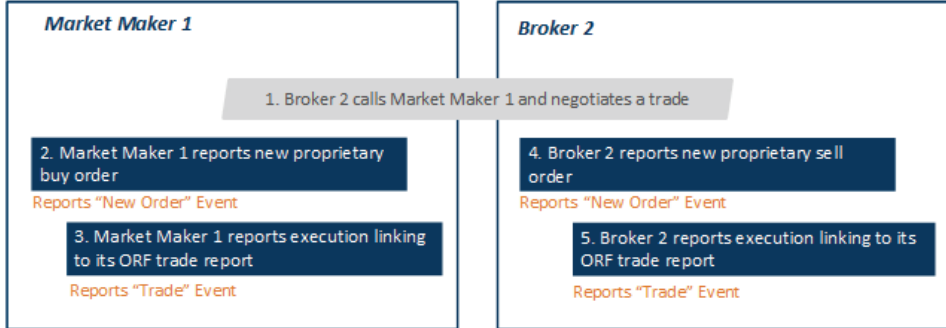 Market Maker 1
Broker 2
1. Broker 2 calls Market Maker 1 and negotiates a trade
2. Market Maker 1 reports new proprietary
buy order
Reports "New Order" Event
3. Market Maker 1 reports execution linking
to its ORF trade report
Reports "Trade" Event
4. Broker 2 reports new proprietary sell
order
Reports "New Order" Event
5. Broker 2 reports execution linking to its
ORF trade report
Reports "Trade" Event